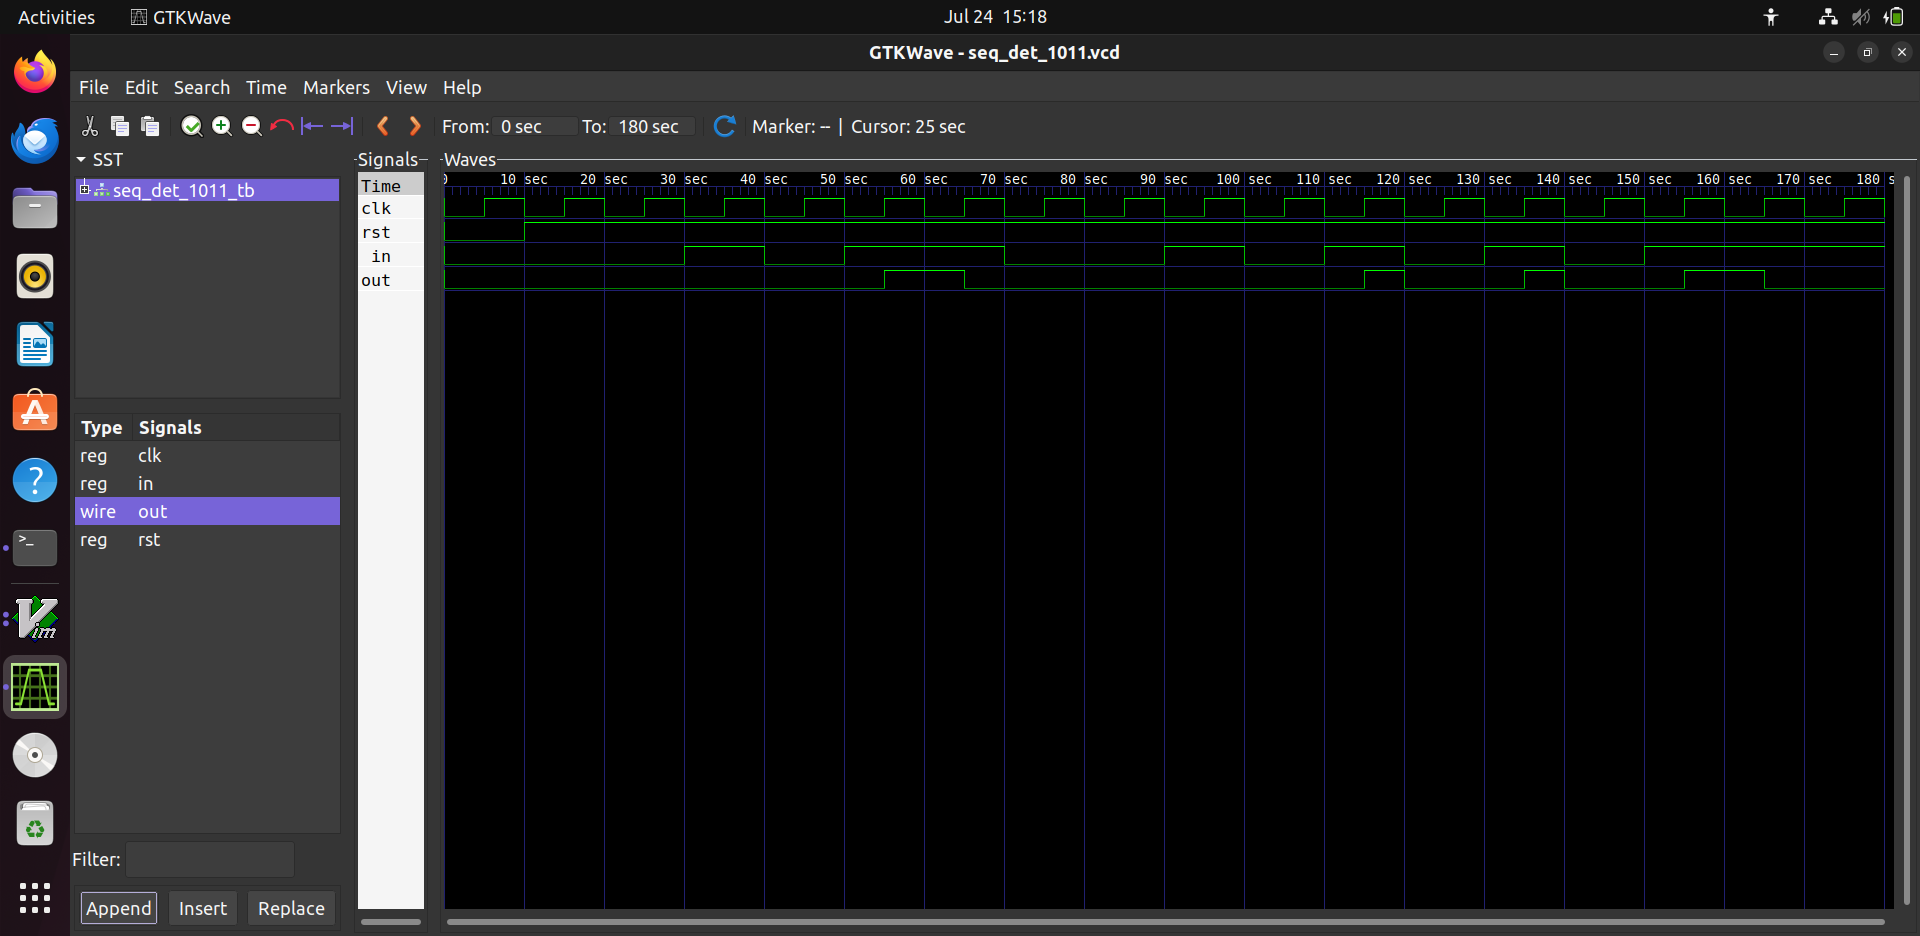 Activities GTKWave Jul 24 15:18
GTKWave - seq_det_1011.vcd
File Edit Search Time Markers View Help
From: 0 sec To: 180 sec Marker: -- | Cursor: 25 sec
SST
seq_det_1011_tb
Type Signals
reg clk
reg in
wire out
reg rst
Filter:
Append Insert Replace
Signals
Time
clk
rst
in
out
Waves
0 10 sec 20 sec 30 sec 40 sec 50 sec 60 sec 70 sec 80 sec 90 sec 100 sec 110 sec 120 sec 130 sec 140 sec 150 sec 160 sec 170 sec 180 s
>_
Vim
?